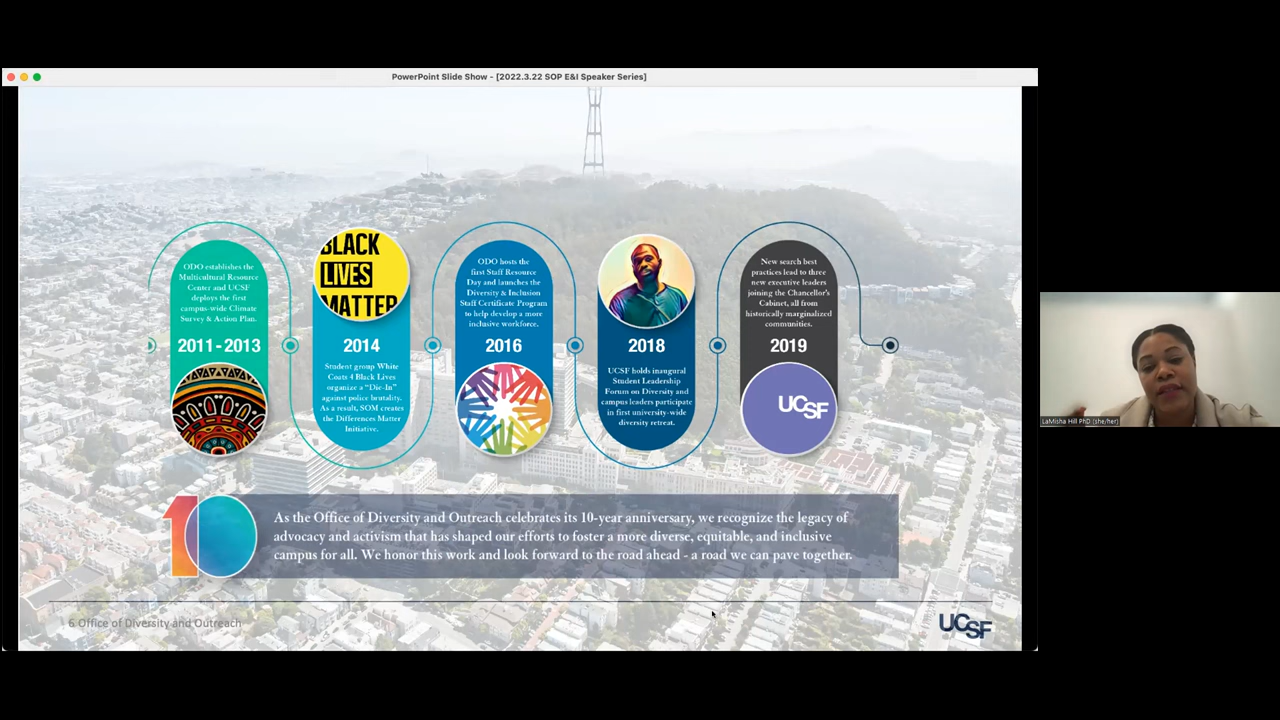 PowerPoint Slide Show - [2022.3.22 SOP E&I Speaker Series]
ODO establishes the
Multicultural Resource
Center and UCSF
deploys the first
campus-wide Climate
Survey & Action Plan.
2011-2013
BLACK
LIVES
MATTER
2014
Student group White
Coats 4 Black Lives
organize a “Die-In”
against police brutality.
As a result, SOM creates
the Differences Matter
Initiative.
ODO hosts the
first Staff Resource
Day and launches the
Diversity & Inclusion
Staff Certificate Program
to help develop a more
inclusive workforce.
2016
2018
UCSF holds inaugural
Student Leadership
Forum on Diversity and
campus leaders participate
in first university-wide
diversity retreat.
New search best
practices lead to three
new executive leaders
joining the Chancellor's
Cabinet, all from
historically marginalized
communities.
2019
UCSF
10
As the Office of Diversity and Outreach celebrates its 10-year anniversary, we recognize the legacy of
advocacy and activism that has shaped our efforts to foster a more diverse, equitable, and inclusive
campus for all. We honor this work and look forward to the road ahead - a road we can pave together.
6 Office of Diversity and Outreach
UCSF
LaMisha Hill PhD (she/her)